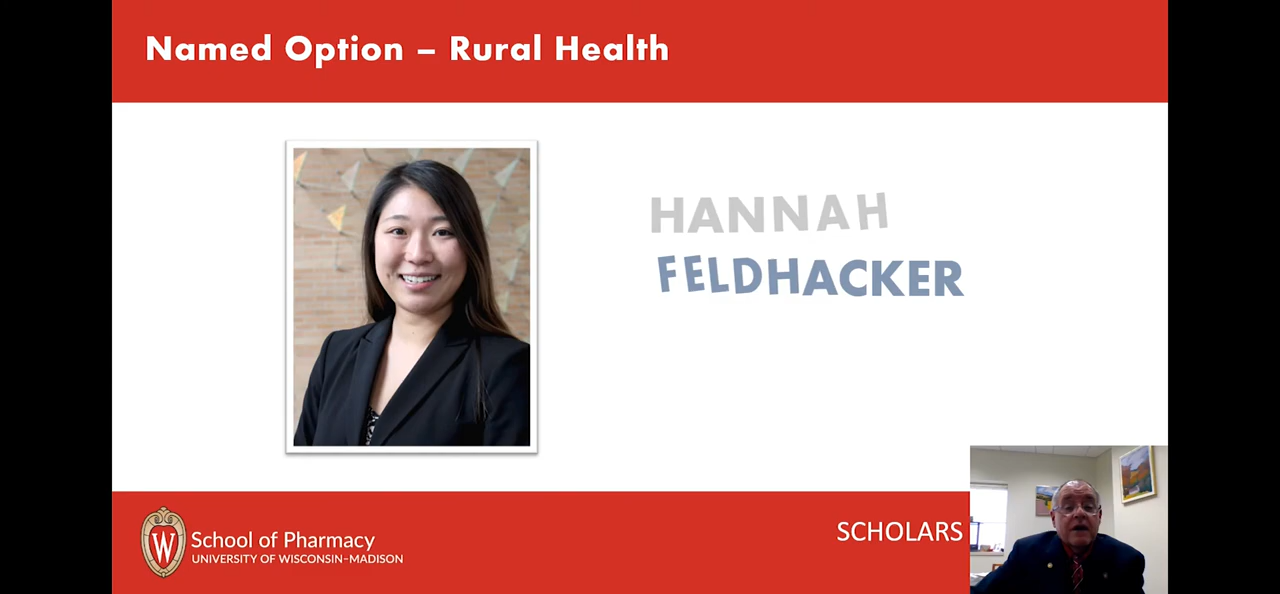 Named Option – Rural Health
HANNAH
FELDHACKER
W
School of Pharmacy
UNIVERSITY OF WISCONSIN–MADISON
SCHOLARS